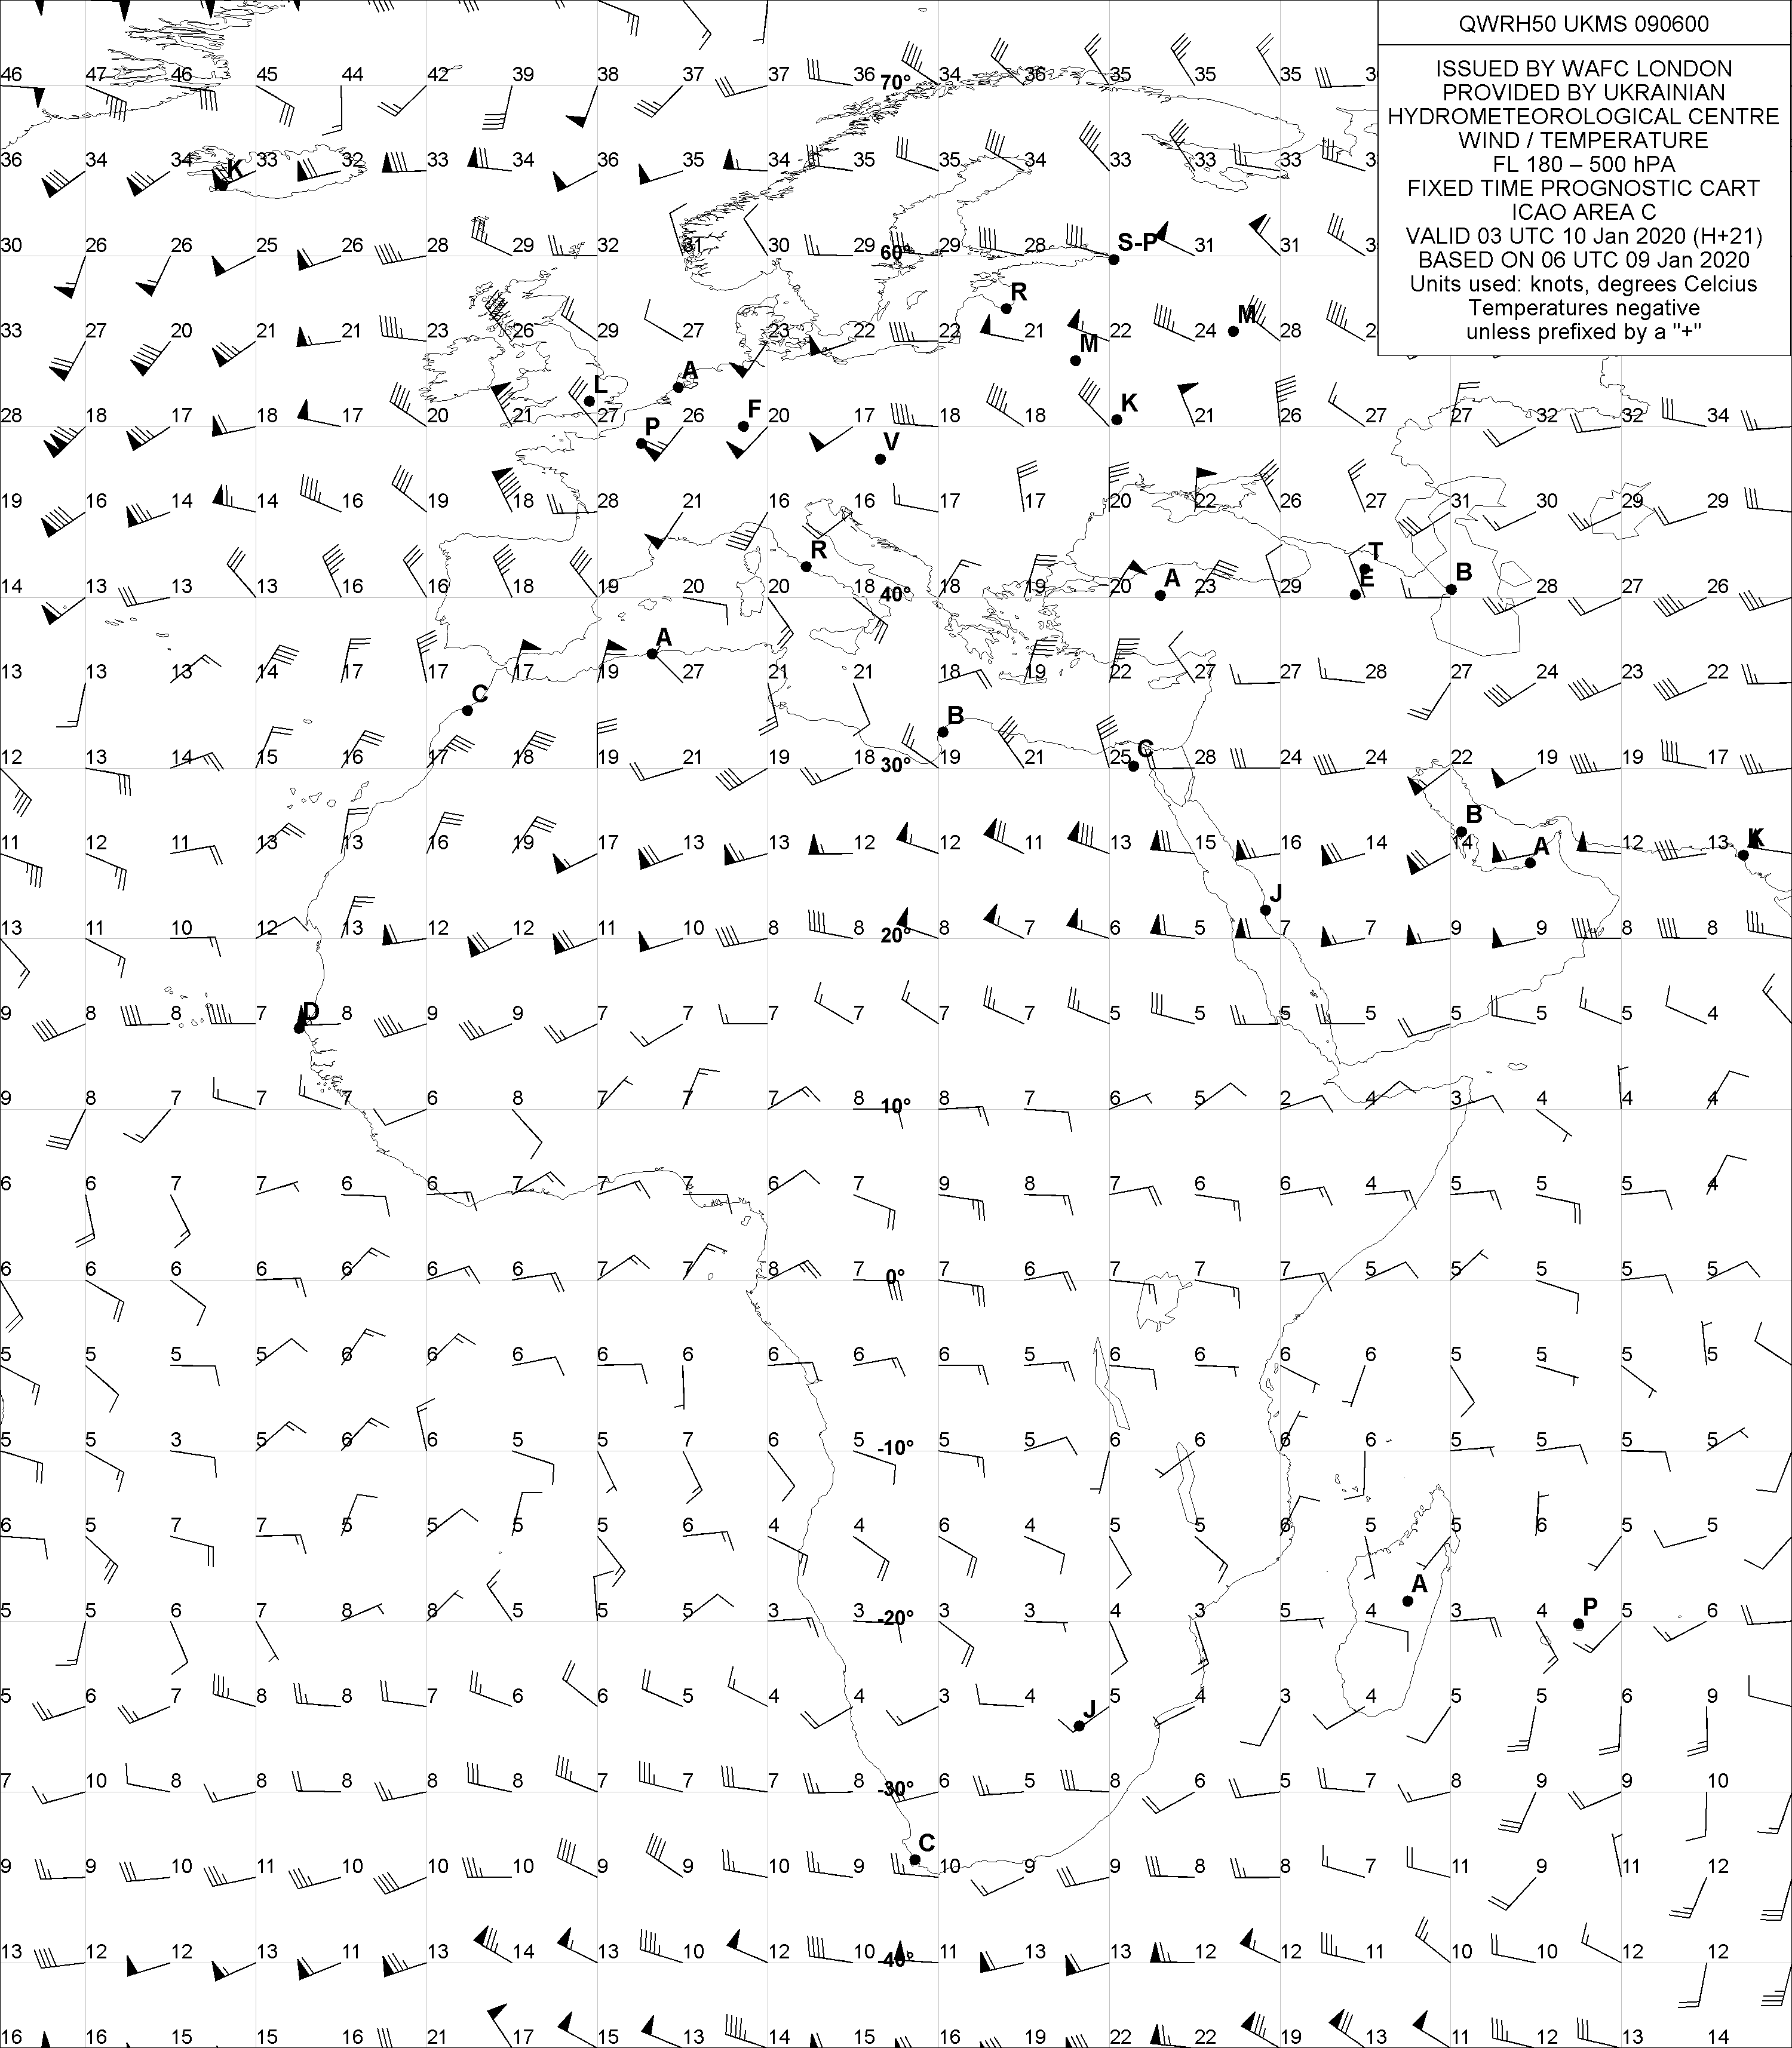 QWRH50 UKMS 090600
ISSUED BY WAFC LONDON
PROVIDED BY UKRAINIAN
HYDROMETEOROLOGICAL CENTRE
WIND / TEMPERATURE
FL 180 – 500 hPA
FIXED TIME PROGNOSTIC CART
ICAO AREA C
VALID 03 UTC 10 Jan 2020 (H+21)
BASED ON 06 UTC 09 Jan 2020
Units used: knots, degrees Celcius
Temperatures negative
unless prefixed by a "+"
46 47 46 45 44 42 39 38 37 37 36 70° 34 36 35 35 35 3
36 34 34 K 33 32 33 34 36 35 34 35 35 34 33 33 33 3
30 26 26 25 26 28 29 32 31 30 29 60° 29 28 S-P 31 31 3
R
33 27 20 21 21 23 26 29 27 23 22 22 21 22 24 M 28 2
M
A
L
28 18 17 18 17 20 21 27 26 F 20 17 18 18 K 21 26 27 27 32 32 34
P V
19 16 14 14 16 19 18 28 21 16 16 17 17 20 22 26 27 31 30 29 29
R T
14 13 13 13 16 16 16 19 20 20 18 40° 18 19 20 A 23 29 E B 28 27 26
A
13 13 13 14 17 17 17 19 27 21 21 18 19 22 27 27 28 27 24 23 22
C
B
12 13 14 15 16 17 18 19 21 19 18 30° 19 21 25 C 28 24 24 22 19 19 17
B
11 12 11 13 13 16 19 17 13 13 12 12 11 13 15 16 14 14 A 12 13 K
J
13 11 10 12 13 12 12 11 10 8 8 20° 8 7 6 5 7 7 9 9 8 8
9 8 8 7 D 8 9 9 7 7 7 7 7 7 5 5 5 5 5 5 5 4
9 8 7 7 7 6 8 7 7 7 8 10° 8 7 6 5 2 4 3 4 4 4
6 6 7 7 6 6 7 7 7 6 7 9 8 7 6 6 4 5 5 5 4
6 6 6 6 6 6 6 7 7 8 7 0° 7 6 7 7 7 5 5 5 5 5
5 5 5 5 6 6 6 6 6 6 6 6 5 6 6 6 6 5 5 5 5
5 5 3 5 6 6 5 5 7 6 5 -10° 5 5 6 6 6 6 5 5 5 5
6 5 7 7 5 5 5 5 6 4 4 6 4 5 5 6 5 5 6 5 5
A
5 5 6 7 8 8 5 5 5 3 3 -20° 3 3 4 3 5 4 3 4 P 5 6
5 6 7 8 8 7 6 6 5 4 4 3 4 J 5 4 3 4 5 5 6 9
7 10 8 8 8 8 8 7 7 7 8 -30° 6 5 8 6 5 7 8 9 9 10
C
9 9 10 11 10 10 10 9 9 10 9 10 9 9 8 8 7 11 9 11 12
13 12 12 13 11 13 14 13 10 12 10 -40° 11 13 13 12 12 11 10 10 12 12
16 16 15 15 16 21 17 15 13 14 15 16 19 22 22 19 13 11 12 13 14